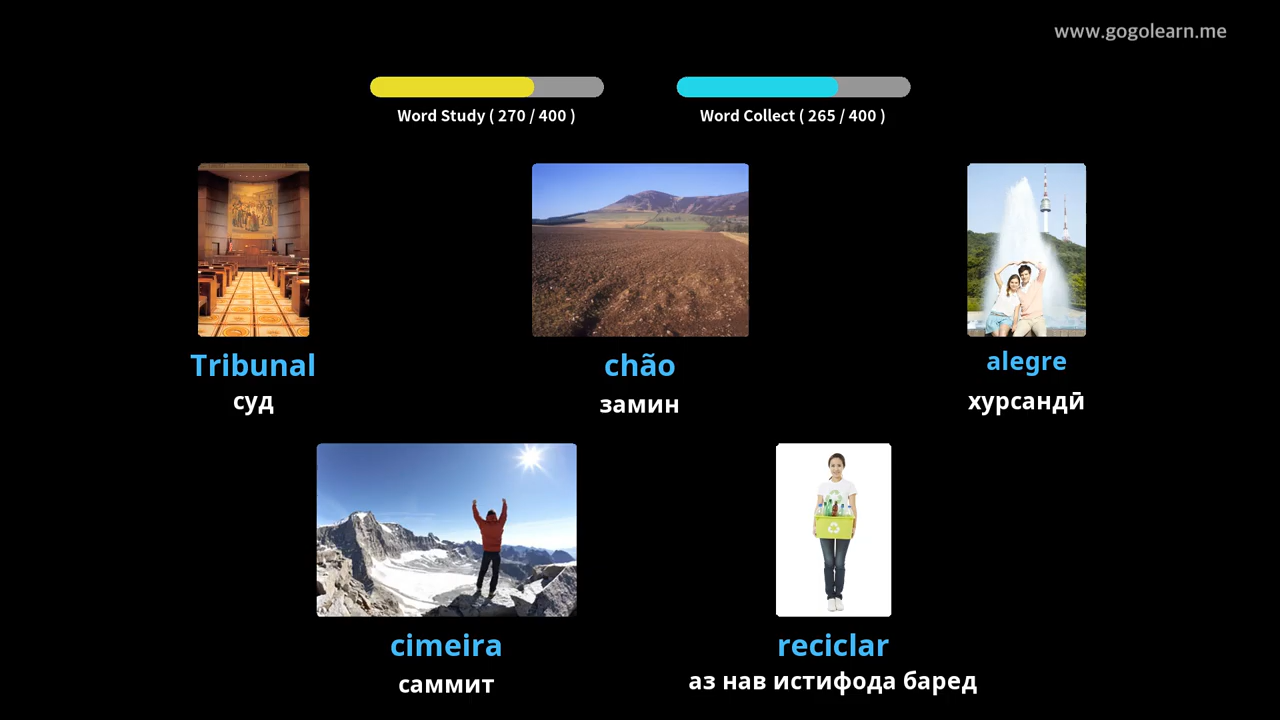 www.gogolearn.me
Word Study ( 270 / 400 )
Word Collect ( 265 / 400 )
Tribunal
суд
chão
замин
alegre
хурсандӣ
cimeira
саммит
reciclar
аз нав истифода баред